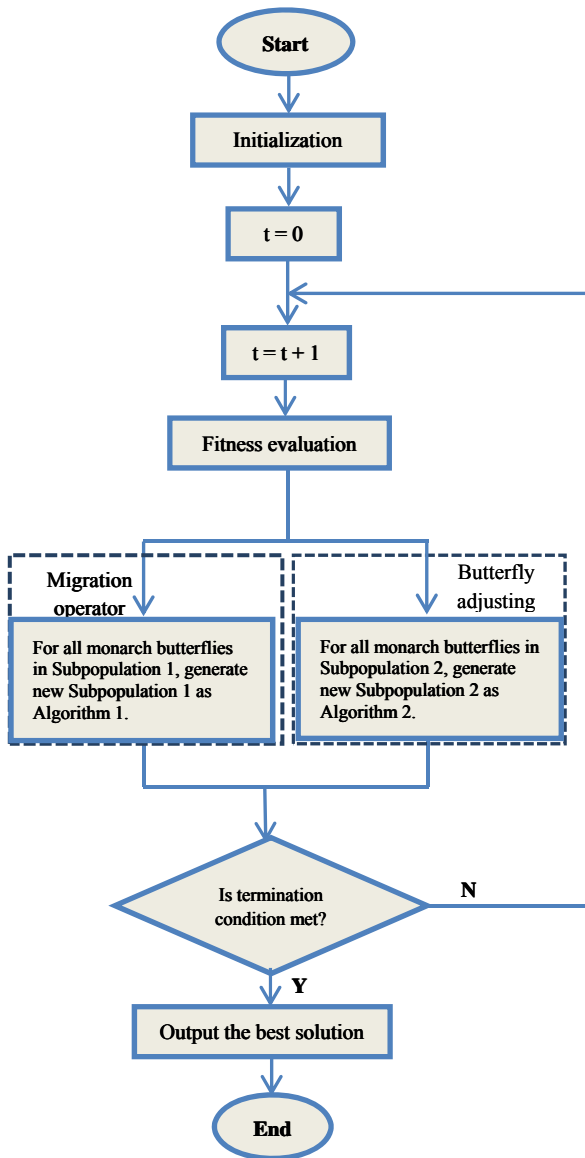 Start
Initialization
t = 0
t = t + 1
Fitness evaluation
Migration
operator
For all monarch butterflies
in Subpopulation 1, generate
new Subpopulation 1 as
Algorithm 1.
Butterfly
adjusting
For all monarch butterflies in
Subpopulation 2, generate
new Subpopulation 2 as
Algorithm 2.
Is termination
condition met?
N
Y
Output the best solution
End